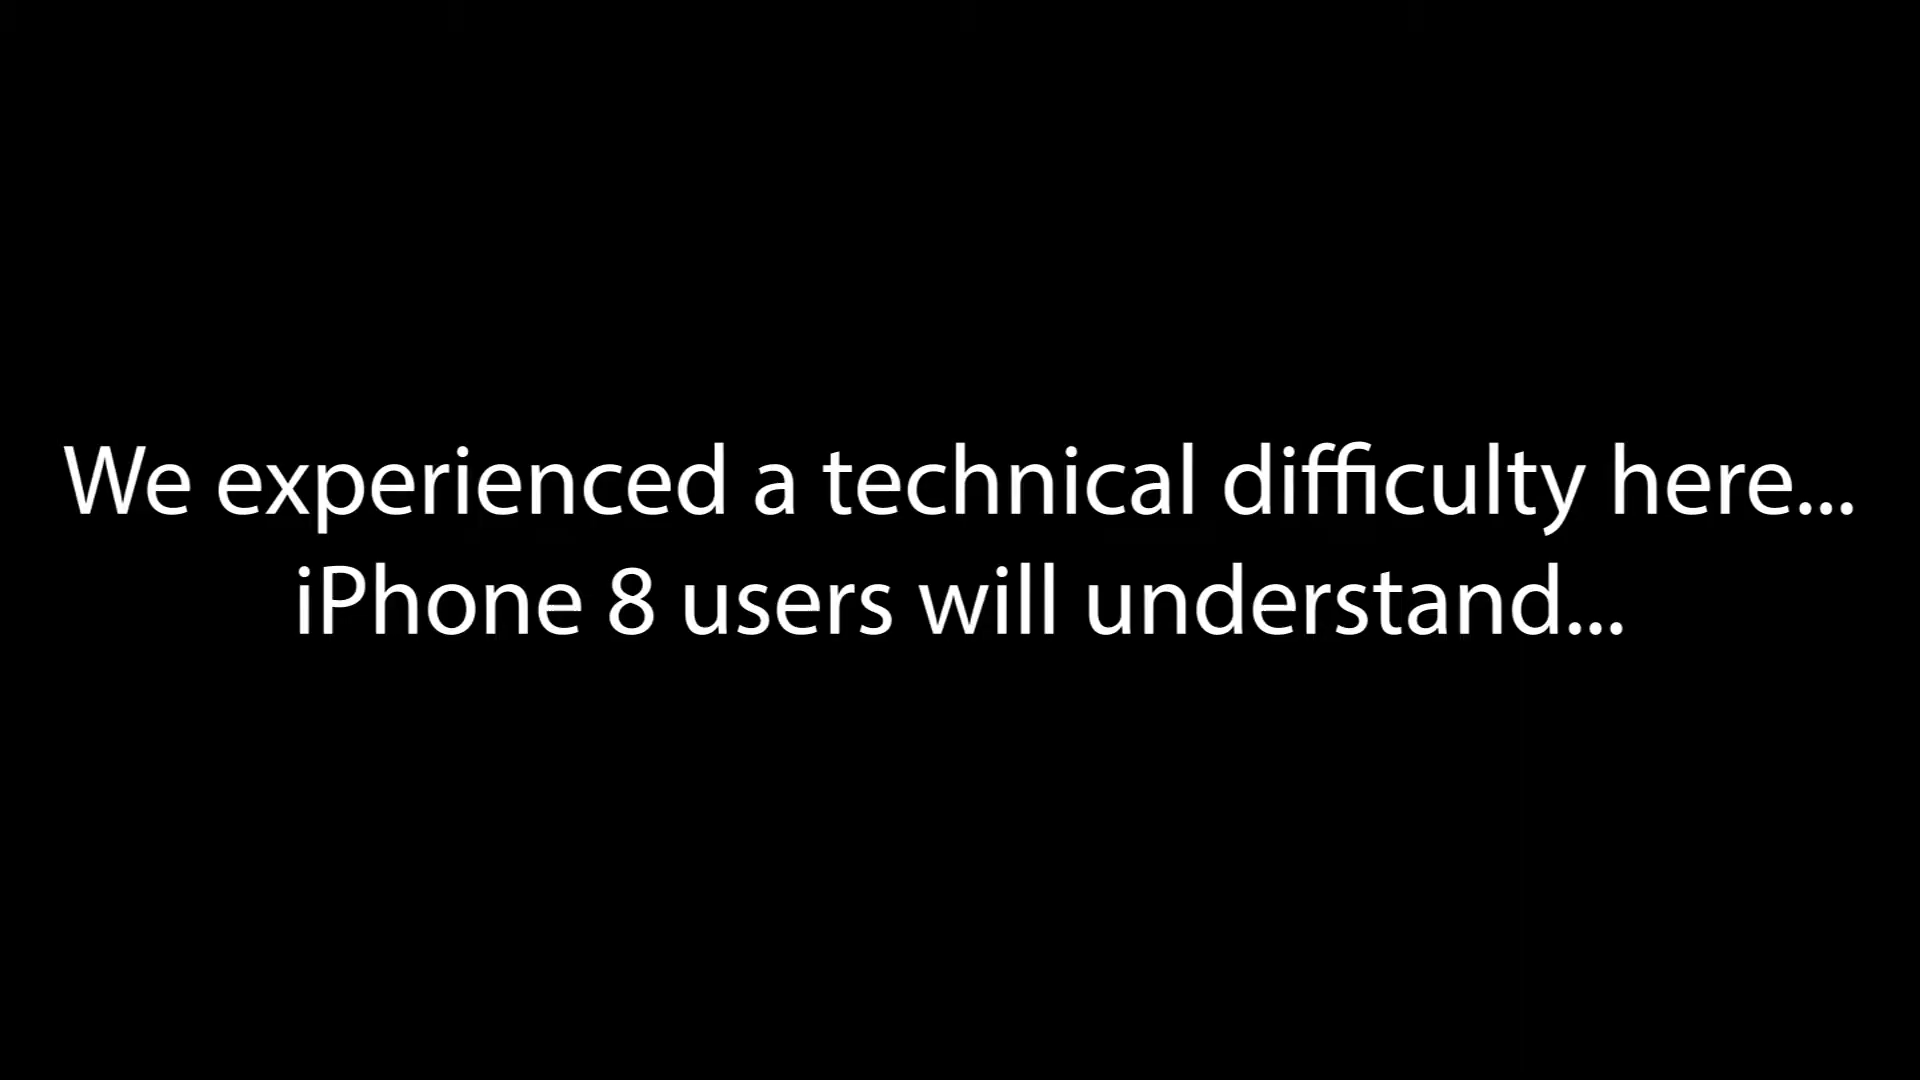 We experienced a technical difficulty here...
iPhone 8 users will understand...